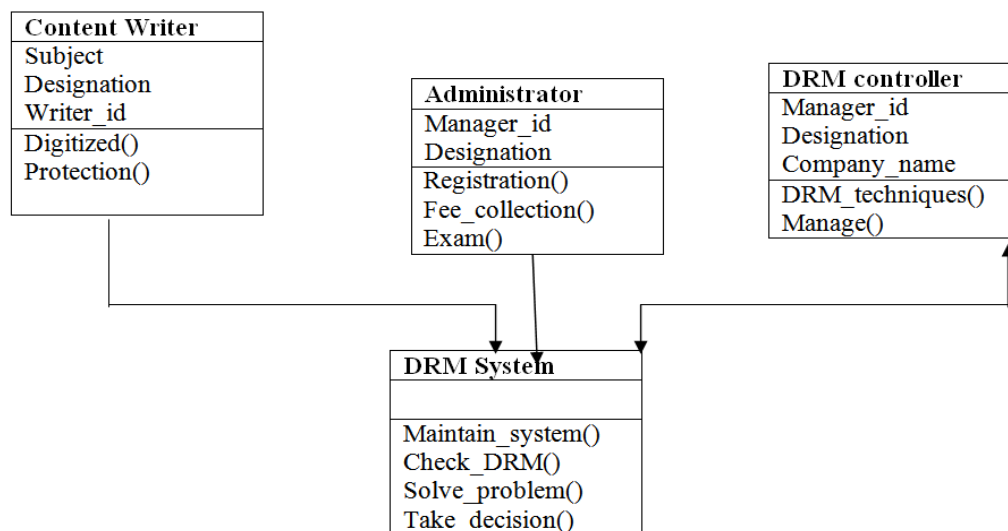 Content Writer
Subject
Designation
Writer_id
Digitized()
Protection()
Administrator
Manager_id
Designation
Registration()
Fee_collection()
Exam()
DRM controller
Manager_id
Designation
Company_name
DRM_techniques()
Manage()
DRM System
Maintain_system()
Check_DRM()
Solve_problem()
Take_decision()